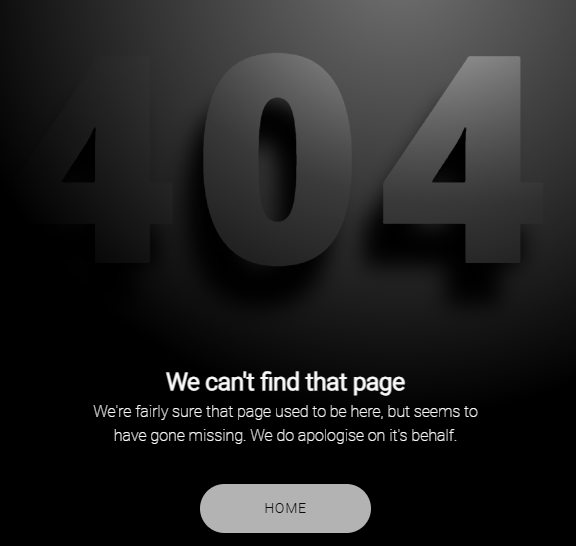 404
We can't find that page
We're fairly sure that page used to be here, but seems to
have gone missing. We do apologise on it's behalf.
HOME